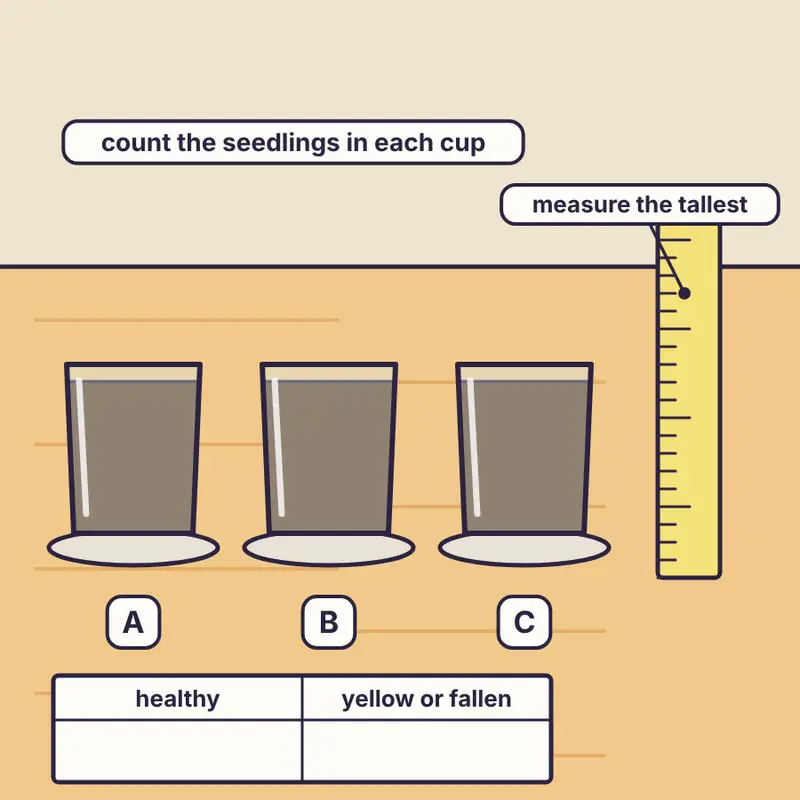 count the seedlings in each cup
measure the tallest
A
B
C
healthy
yellow or fallen